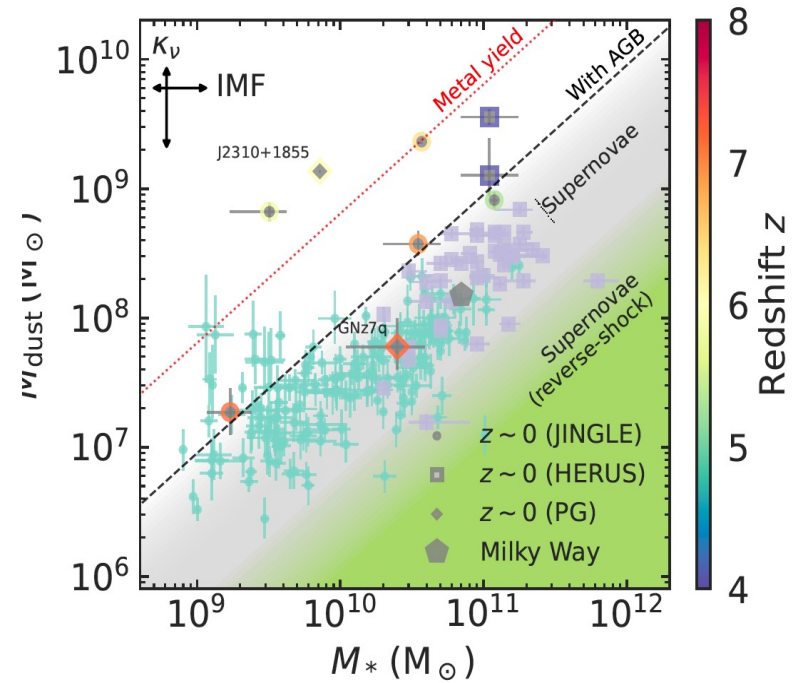 κν
IMF
J2310+1855
GNz7q
Metal yield
With AGB
Supernovae
Supernovae
(reverse-shock)
z ~ 0 (JINGLE)
z ~ 0 (HERUS)
z ~ 0 (PG)
Milky Way
10^10
10^9
10^8
10^7
10^6
Mdust (M⊙)
10^9 10^10 10^11 10^12
M* (M⊙)
8
7
6
5
4
Redshift z